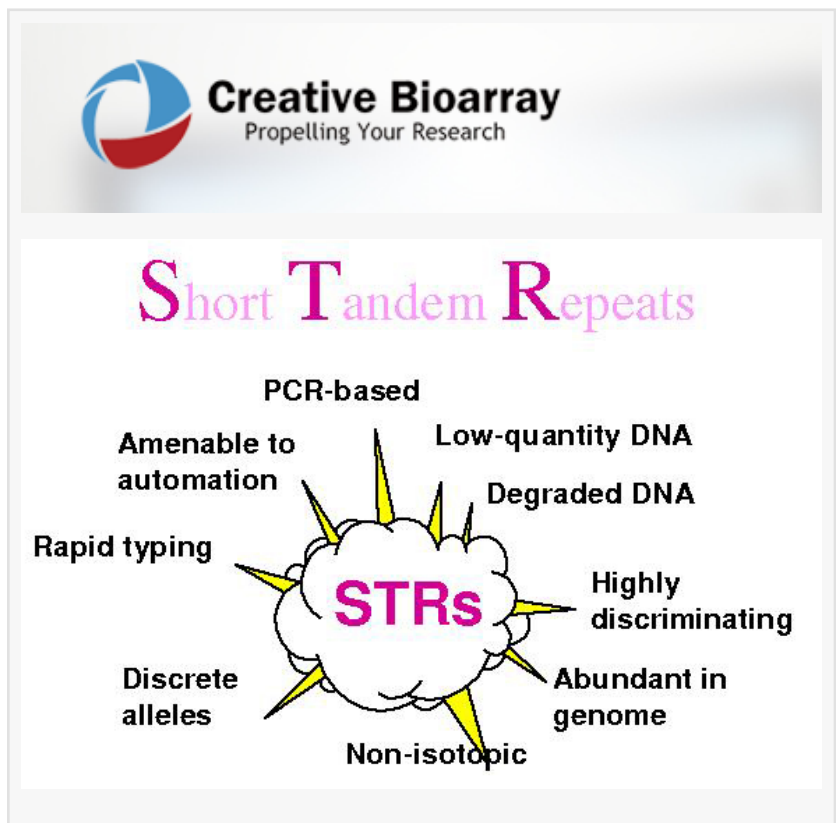 Creative Bioarray
Propelling Your Research
Short Tandem Repeats
PCR-based
Amenable to
automation
Low-quantity DNA
Degraded DNA
Rapid typing
STRs
Highly
discriminating
Discrete
alleles
Abundant in
genome
Non-isotopic